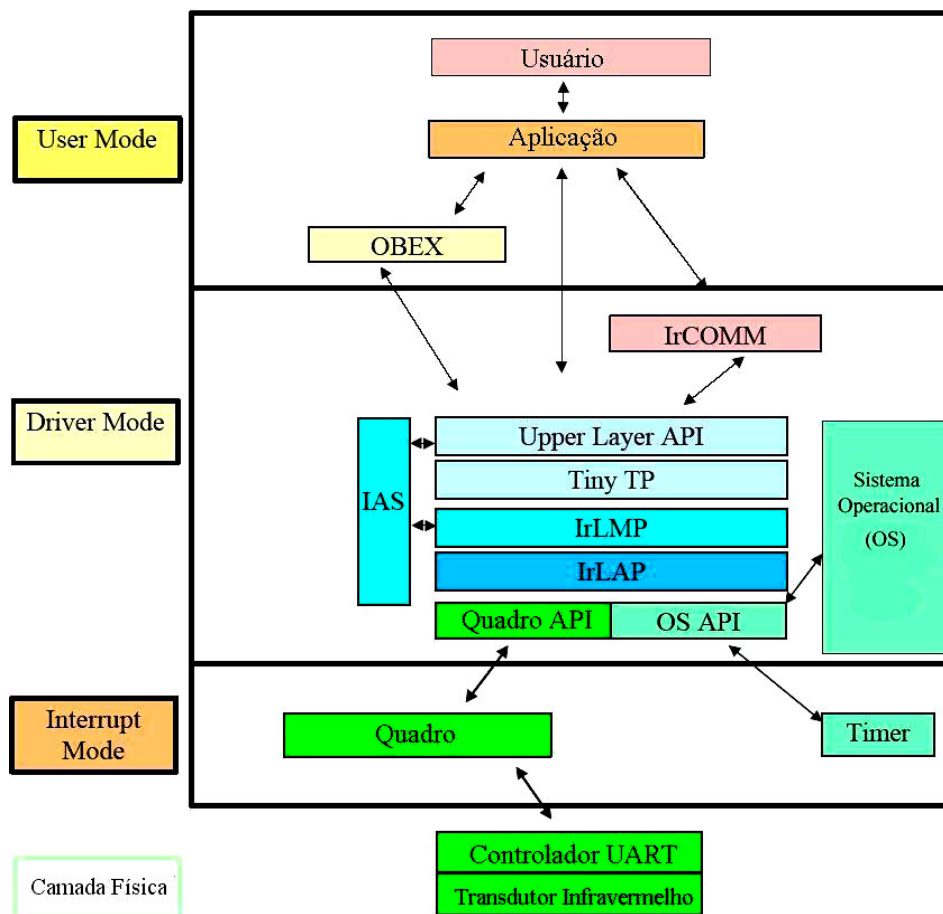 Usuário
User Mode
Aplicação
OBEX
IrCOMM
Driver Mode
Upper Layer API
IAS
Tiny TP
Sistema
Operacional
(OS)
IrLMP
IrLAP
Quadro API
OS API
Interrupt
Mode
Quadro
Timer
Controlador UART
Camada Física
Transdutor Infravermelho